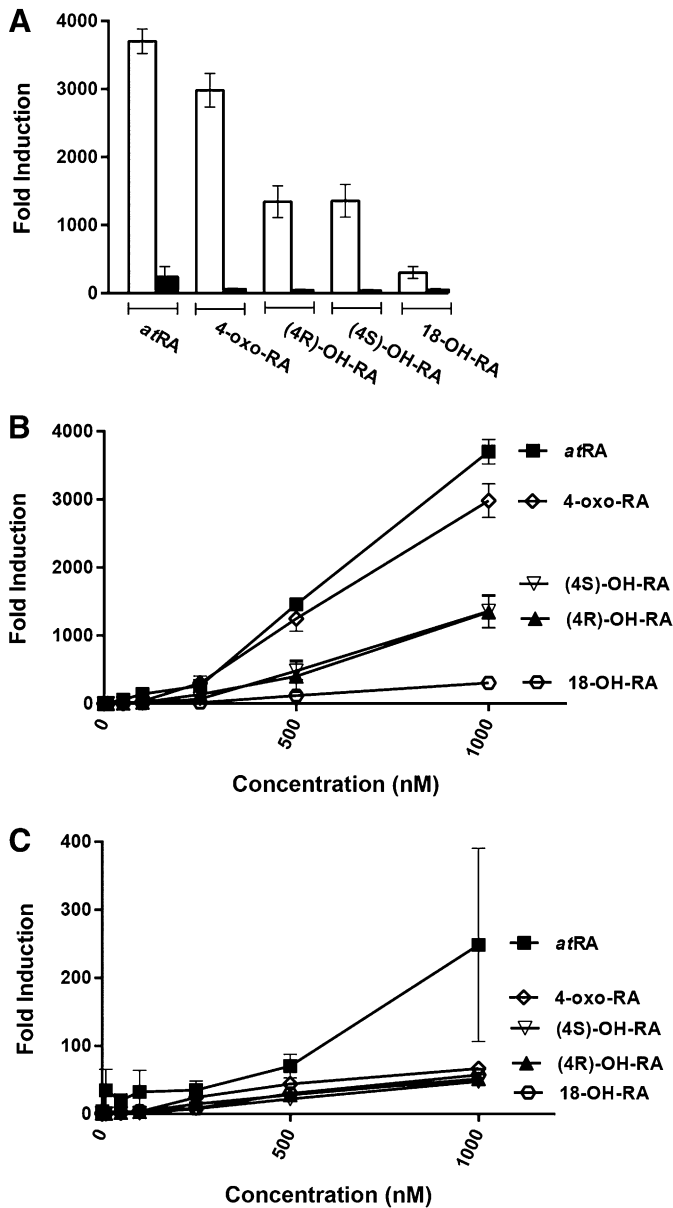 A
Fold Induction
4000
3000
2000
1000
0
atRA
4-oxo-RA
(4R)-OH-RA
(4S)-OH-RA
18-OH-RA
B
Fold Induction
4000
3000
2000
1000
0
0
500
1000
Concentration (nM)
atRA
4-oxo-RA
(4S)-OH-RA
(4R)-OH-RA
18-OH-RA
C
Fold Induction
400
300
200
100
0
0
500
1000
Concentration (nM)
atRA
4-oxo-RA
(4S)-OH-RA
(4R)-OH-RA
18-OH-RA